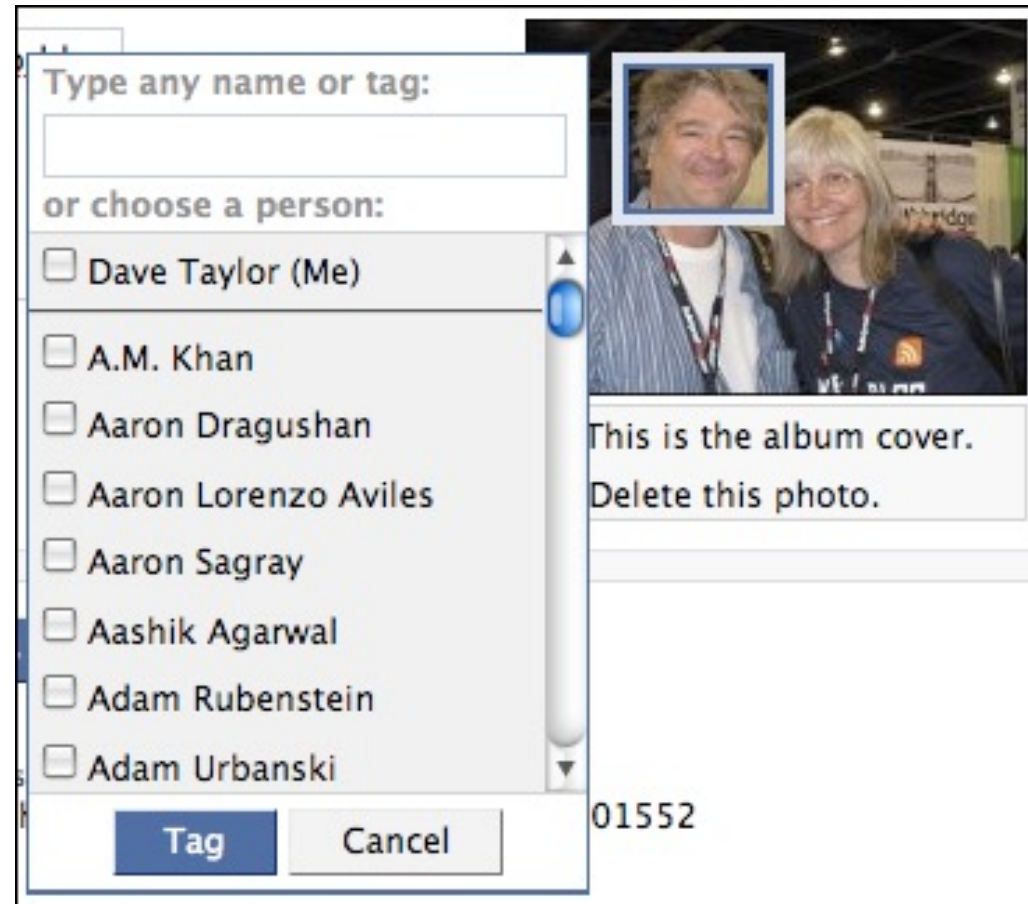 Type any name or tag:
or choose a person:
Dave Taylor (Me)
A.M. Khan
Aaron Dragushan
Aaron Lorenzo Aviles
Aaron Sagray
Aashik Agarwal
Adam Rubenstein
Adam Urbanski
Tag
Cancel
This is the album cover.
Delete this photo.
01552